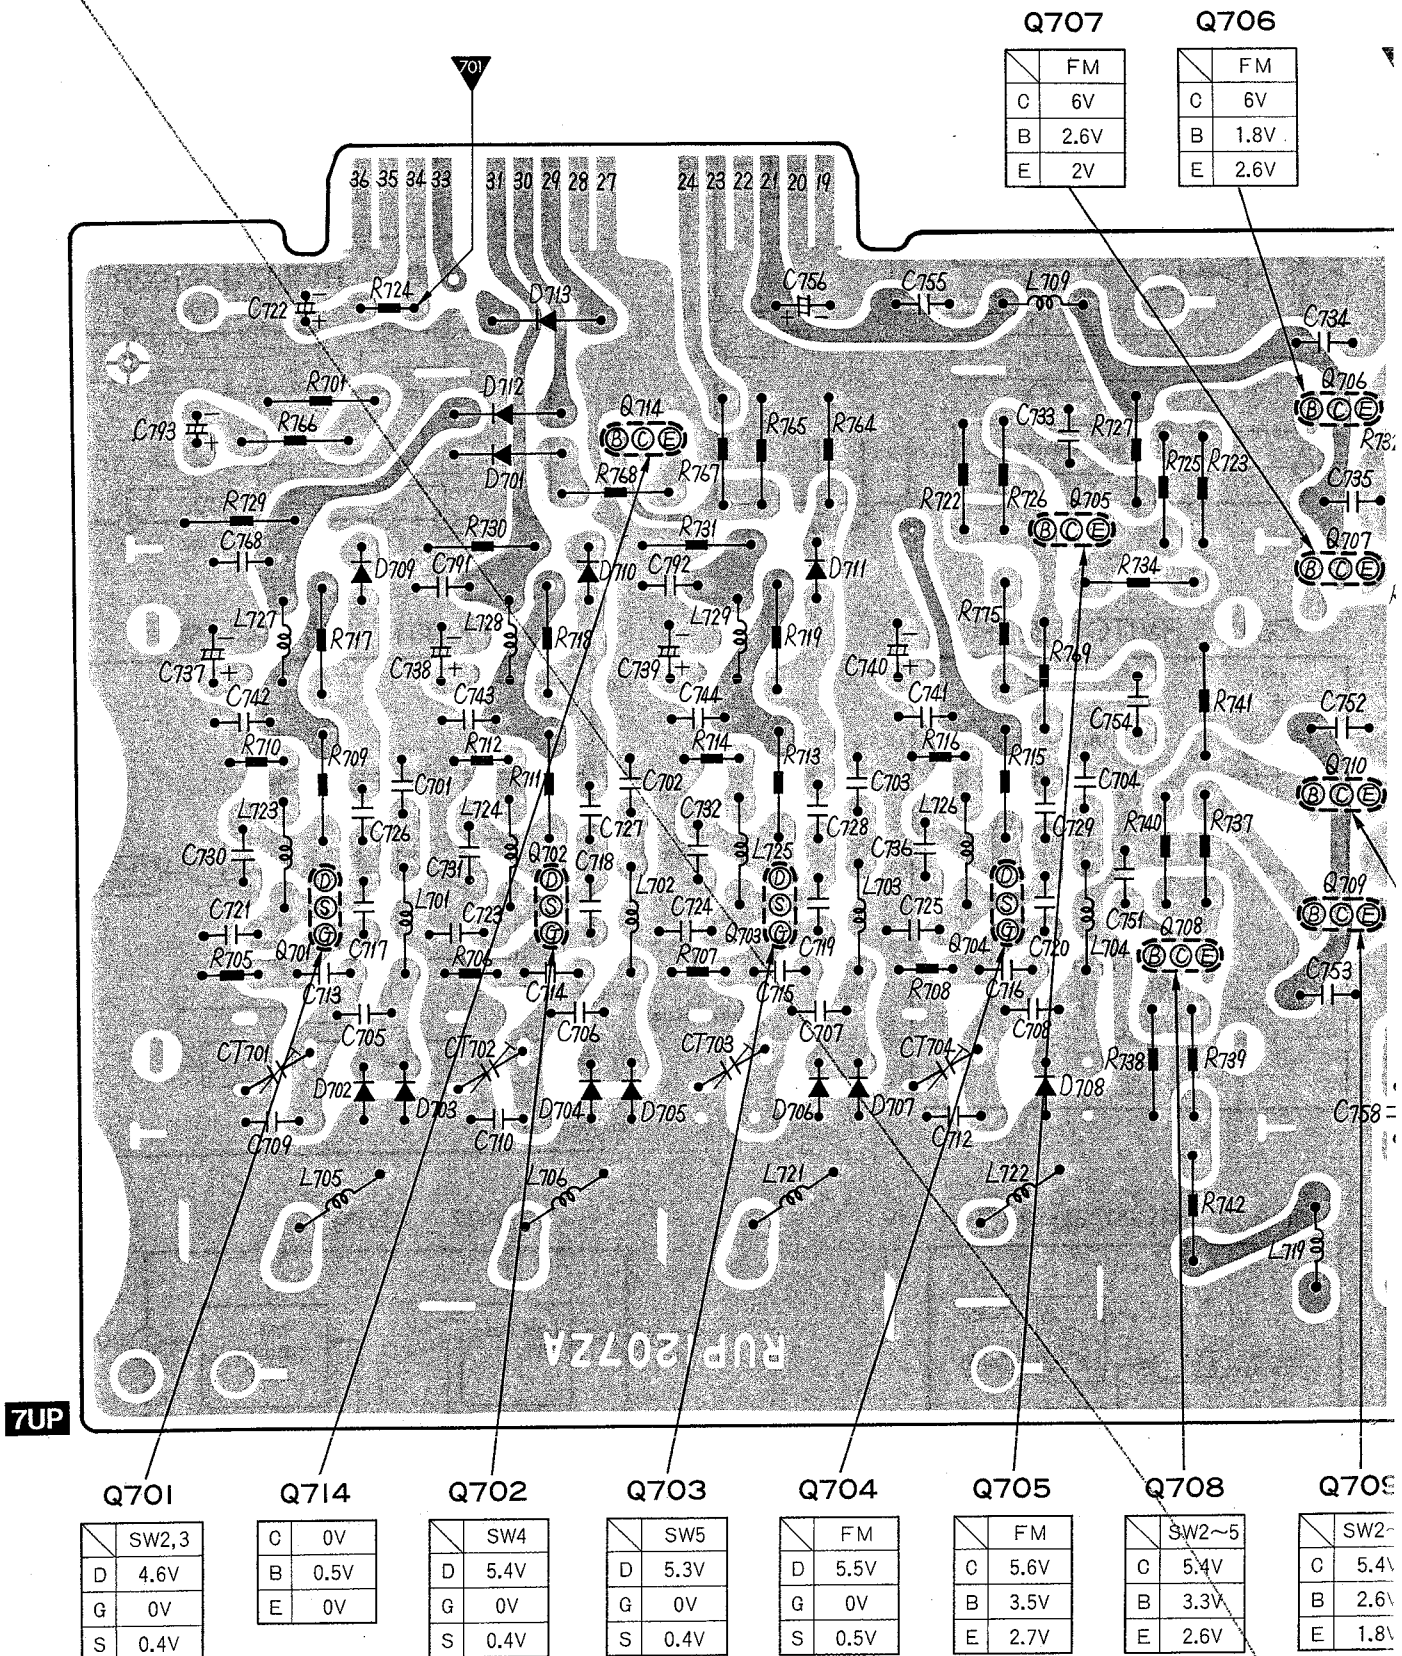 Q707 Q706
FM
C 6V
B 2.6V
E 2V
FM
C 6V
B 1.8V
E 2.6V
701
36 35 34 33 31 30 29 28 27 24 23 22 21 20 19
C722 R724 D713 C756 C755 L709 C734
R701 D712 Q714 Q706
B C E
B C E
C793 R766 D701 R768 R767 R765 R764 C733 R727 R725 R723
R729 R730 R731 R722 R726 Q705 C735
B C E
Q707
B C E
C768 D709 C791 D710 C792 D711 R734
L727 R717 L728 R718 L729 R719 R775 R769
C737 C738 C739 C740
C742 C743 C744 C741 C754 R741 C752
R710 R709 R712 R711 R714 R713 R716 R715
C701 C702 C703 C704 Q710
B C E
L723 C726 L724 C727 C732 C728 L726 C729 R740 R737
C730 C731 Q702 C718 L725 C736
D S G
D S G
D S G
D S G
L701 L702 L703 L704 C751 Q709
B C E
C721 C723 C724 C725 Q708
B C E
Q701 C717 Q703 C719 Q704 C720
R705 R706 R707 R708
C713 C714 C715 C716 C753
C705 C706 C707 C708
CT701 CT702 CT703 CT704 R738 R739
D702 D703 D704 D705 D706 D707 D708
C709 C710 C712 C758
L705 L706 L721 L722 R742
L719
RUP1207ZA
7UP
Q701 Q714 Q702 Q703 Q704 Q705 Q708 Q709
SW2,3
D 4.6V
G 0V
S 0.4V
C 0V
B 0.5V
E 0V
SW4
D 5.4V
G 0V
S 0.4V
SW5
D 5.3V
G 0V
S 0.4V
FM
D 5.5V
G 0V
S 0.5V
FM
C 5.6V
B 3.5V
E 2.7V
SW2~5
C 5.4V
B 3.3V
E 2.6V
SW2~
C 5.4V
B 2.6V
E 1.8V